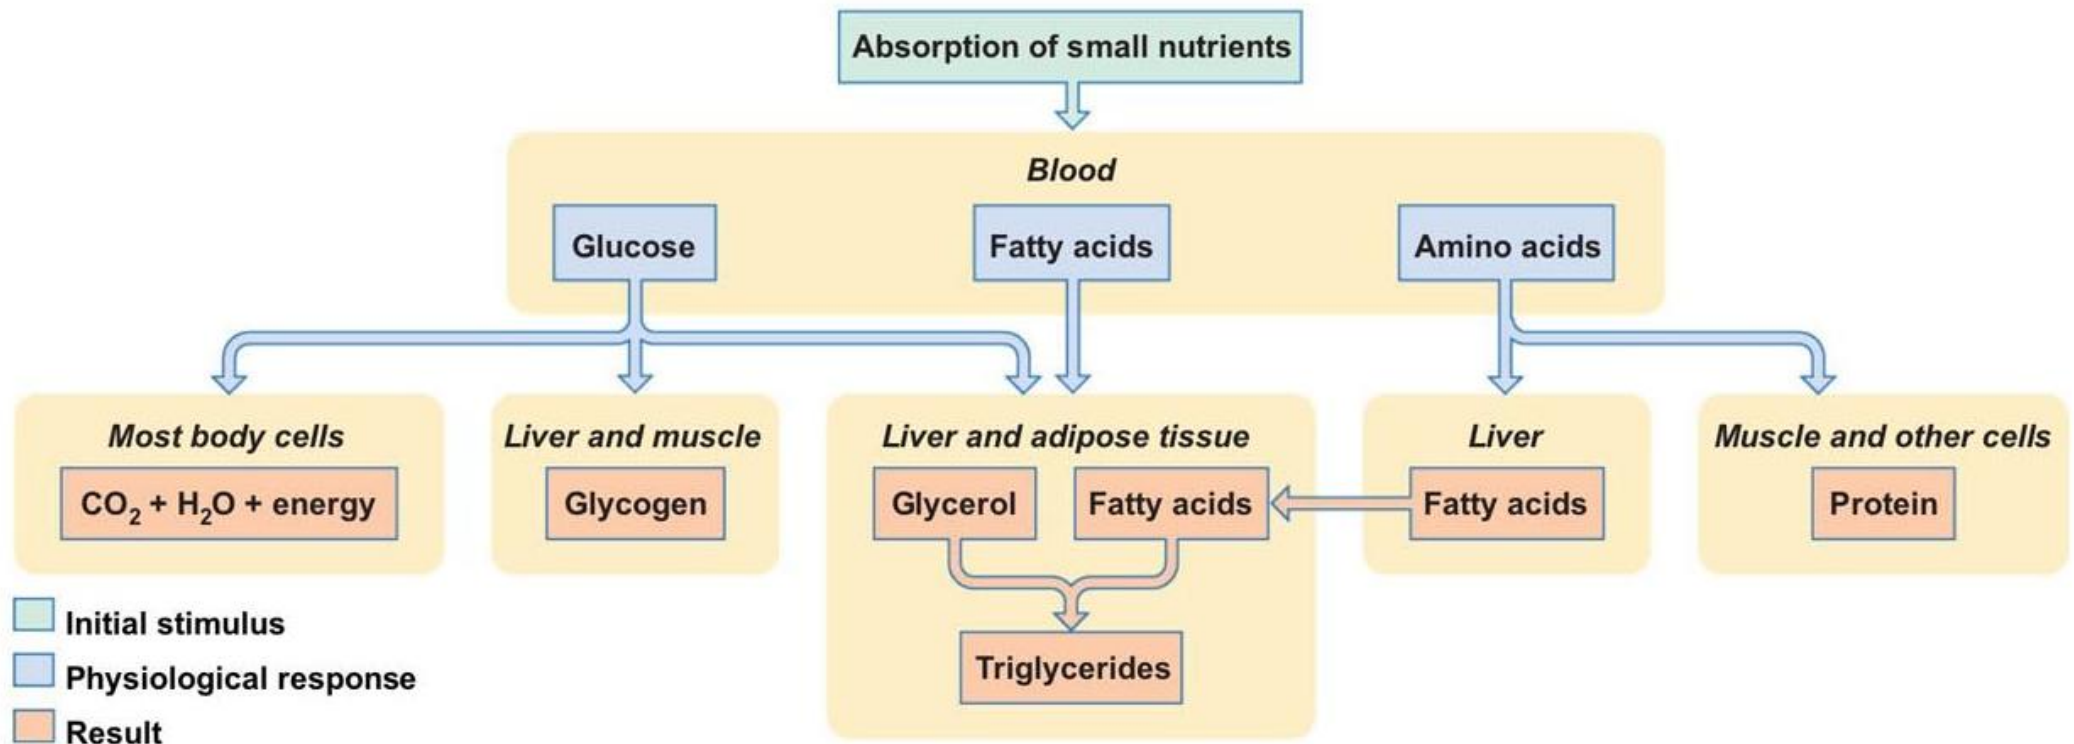 Absorption of small nutrients
Blood
Glucose
Fatty acids
Amino acids
Most body cells
Liver and muscle
Liver and adipose tissue
Liver
Muscle and other cells
CO₂ + H₂O + energy
Glycogen
Glycerol
Fatty acids
Fatty acids
Protein
Triglycerides
Initial stimulus
Physiological response
Result